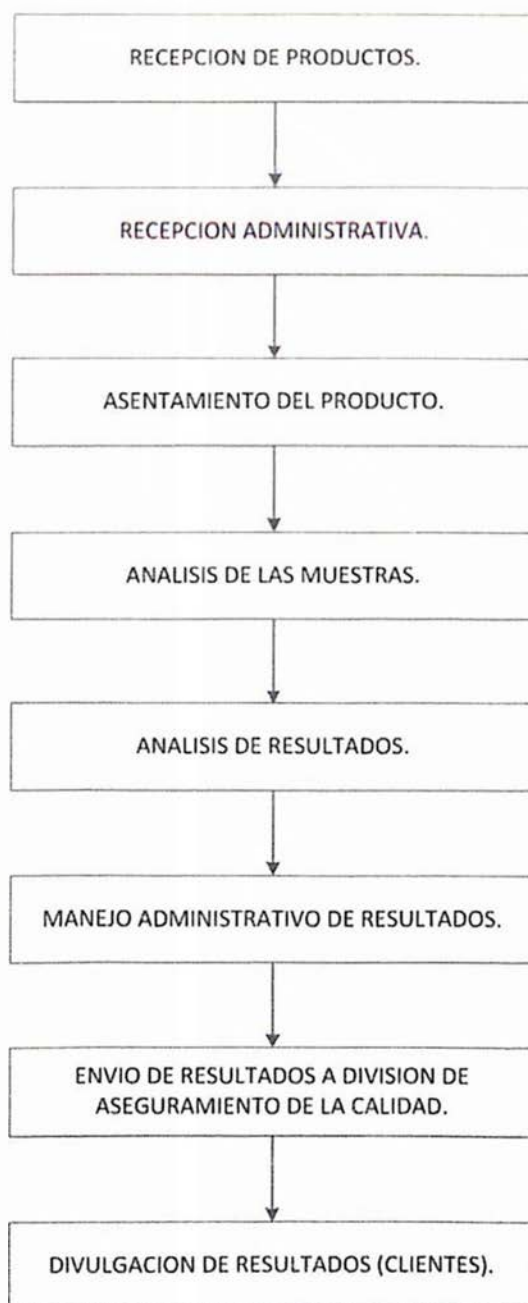 RECEPCION DE PRODUCTOS.
RECEPCION ADMINISTRATIVA.
ASENTAMIENTO DEL PRODUCTO.
ANALISIS DE LAS MUESTRAS.
ANALISIS DE RESULTADOS.
MANEJO ADMINISTRATIVO DE RESULTADOS.
ENVIO DE RESULTADOS A DIVISION DE
ASEGURAMIENTO DE LA CALIDAD.
DIVULGACION DE RESULTADOS (CLIENTES).